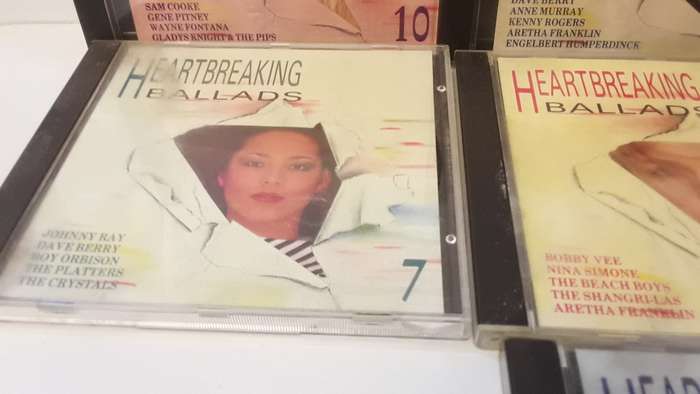 SAM COOKE
GENE PITNEY
WAYNE FONTANA
GLADYS KNIGHT & THE PIPS
10
DAVE BERRY
ANNE MURRAY
KENNY ROGERS
ARETHA FRANKLIN
ENGELBERT HUMPERDINCK
HEARTBREAKING
BALLADS
JOHNNY RAY
DAVE BERRY
ROY ORBISON
THE PLATTERS
THE CRYSTALS
7
HEARTBREAKING
BALLADS
BOBBY VEE
NINA SIMONE
THE BEACH BOYS
THE SHANGRI-LAS
ARETHA FRANKLIN
HEAR